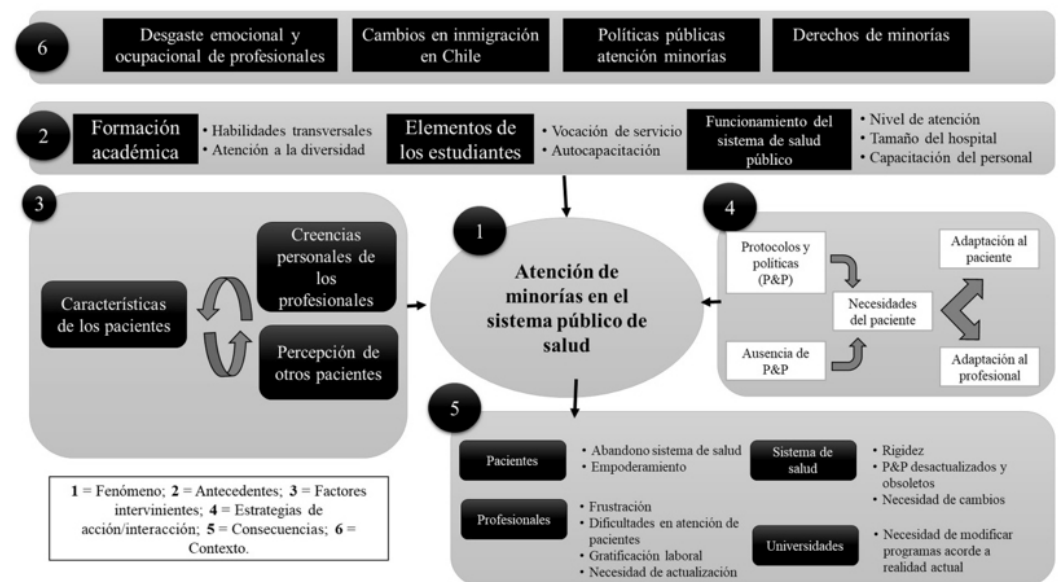 6
Desgaste emocional y
ocupacional de profesionales
Cambios en inmigración
en Chile
Políticas públicas
atención minorías
Derechos de minorías
2
Formación
académica
• Habilidades transversales
• Atención a la diversidad
Elementos de
los estudiantes
• Vocación de servicio
• Autocapacitación
Funcionamiento del
sistema de salud
público
• Nivel de atención
• Tamaño del hospital
• Capacitación del personal
3
Características
de los pacientes
Creencias
personales de
los
profesionales
Percepción de
otros pacientes
1
Atención de
minorías en el
sistema público de
salud
4
Protocolos y
políticas
(P&P)
Ausencia de
P&P
Necesidades
del paciente
Adaptación al
paciente
Adaptación al
profesional
5
Pacientes
• Abandono sistema de salud
• Empoderamiento
Profesionales
• Frustración
• Dificultades en atención de
pacientes
• Gratificación laboral
• Necesidad de actualización
Sistema de
salud
• Rigidez
• P&P desactualizados y
obsoletos
• Necesidad de cambios
Universidades
• Necesidad de modificar
programas acorde a
realidad actual
1 = Fenómeno; 2 = Antecedentes; 3 = Factores
intervinientes; 4 = Estrategias de
acción/interacción; 5 = Consecuencias; 6 =
Contexto.